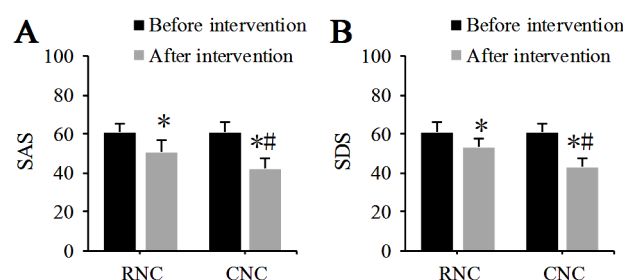 A
Before intervention
After intervention
100
80
60
40
20
0
SAS
*
*#
RNC
CNC
B
Before intervention
After intervention
100
80
60
40
20
0
SDS
*
*#
RNC
CNC